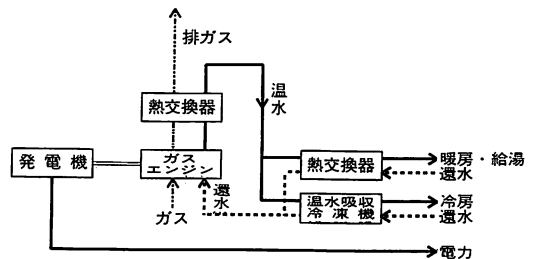 排ガス
熱交換器
温水
発電機
ガスエンジン
熱交換器
暖房・給湯
還水
還水
温水吸収冷凍機
冷房
還水
ガス
電力